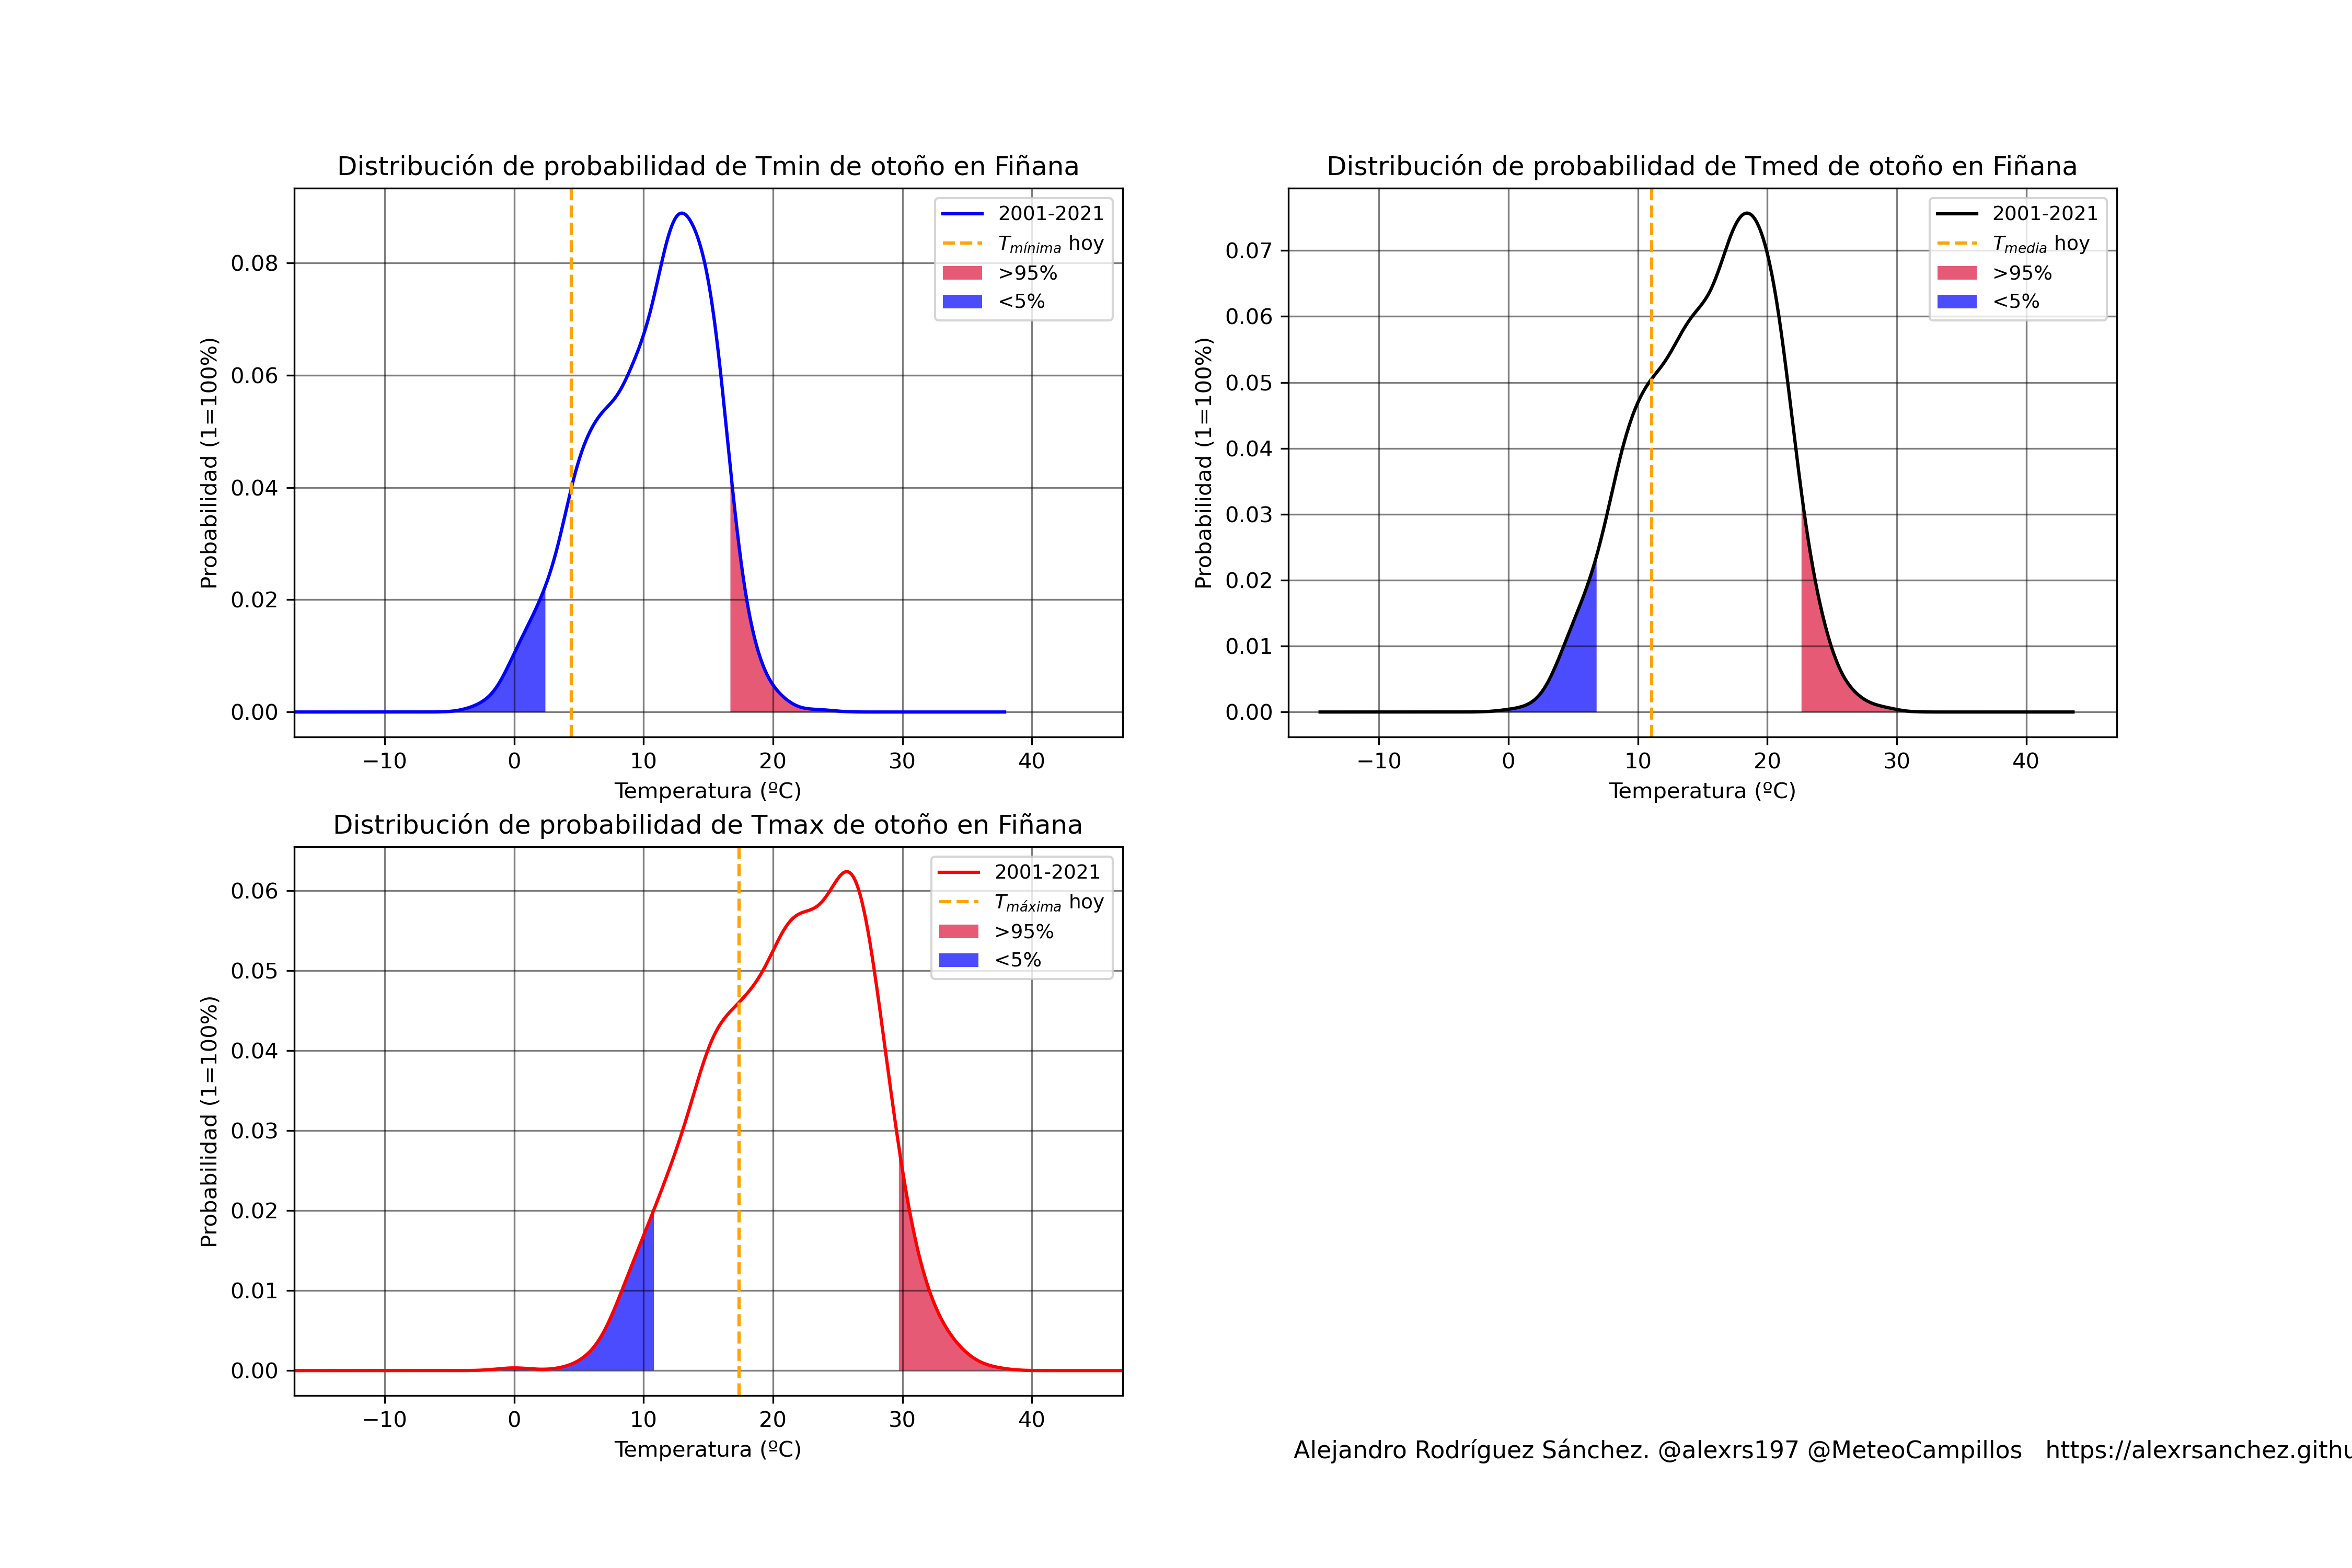 Distribución de probabilidad de Tmin de otoño en Fiñana
Probabilidad (1=100%)
0.08
0.06
0.04
0.02
0.00
−10 0 10 20 30 40
Temperatura (ºC)
2001-2021
Tmínima hoy
>95%
<5%
Distribución de probabilidad de Tmed de otoño en Fiñana
Probabilidad (1=100%)
0.07
0.06
0.05
0.04
0.03
0.02
0.01
0.00
−10 0 10 20 30 40
Temperatura (ºC)
2001-2021
Tmedia hoy
>95%
<5%
Distribución de probabilidad de Tmax de otoño en Fiñana
Probabilidad (1=100%)
0.06
0.05
0.04
0.03
0.02
0.01
0.00
−10 0 10 20 30 40
Temperatura (ºC)
2001-2021
Tmáxima hoy
>95%
<5%
Alejandro Rodríguez Sánchez. @alexrs197 @MeteoCampillos https://alexrsanchez.githu